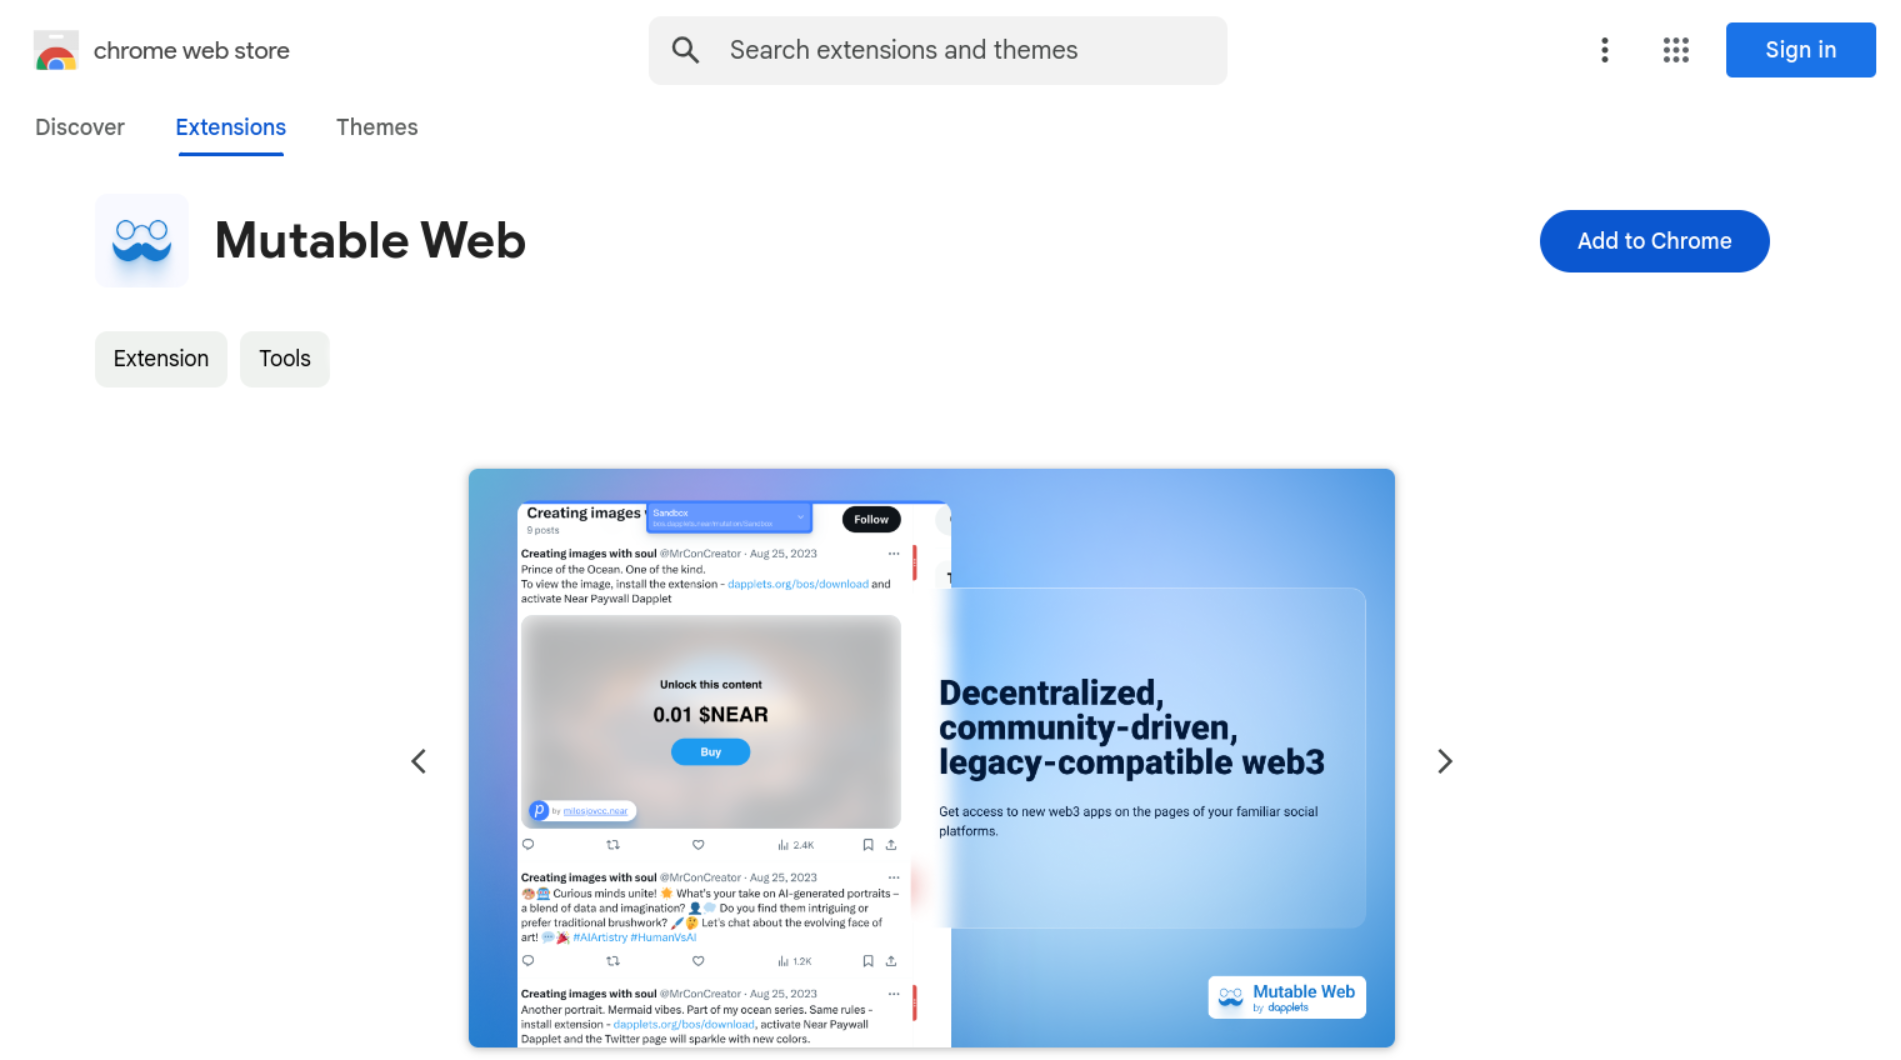 chrome web store
Search extensions and themes
Sign in
Discover
Extensions
Themes
Mutable Web
Add to Chrome
Extension
Tools
Creating images
9 posts
Sandbox
Follow
Creating images with soul @MrConCreator · Aug 25, 2023
Prince of the Ocean. One of the kind.
To view the image, install the extension - dapplets.org/bos/download and
activate Near Paywall Dapplet
Unlock this content
0.01 $NEAR
Buy
by milosjovcc.near
2.4K
Creating images with soul @MrConCreator · Aug 25, 2023
Curious minds unite! What's your take on AI-generated portraits –
a blend of data and imagination? Do you find them intriguing or
prefer traditional brushwork? Let's chat about the evolving face of
art! #AIArtistry #HumanVsAI
1.2K
Creating images with soul @MrConCreator · Aug 25, 2023
Another portrait. Mermaid vibes. Part of my ocean series. Same rules -
install extension - dapplets.org/bos/download, activate Near Paywall
Dapplet and the Twitter page will sparkle with new colors.
Decentralized,
community-driven,
legacy-compatible web3
Get access to new web3 apps on the pages of your familiar social
platforms.
Mutable Web
by dapplets